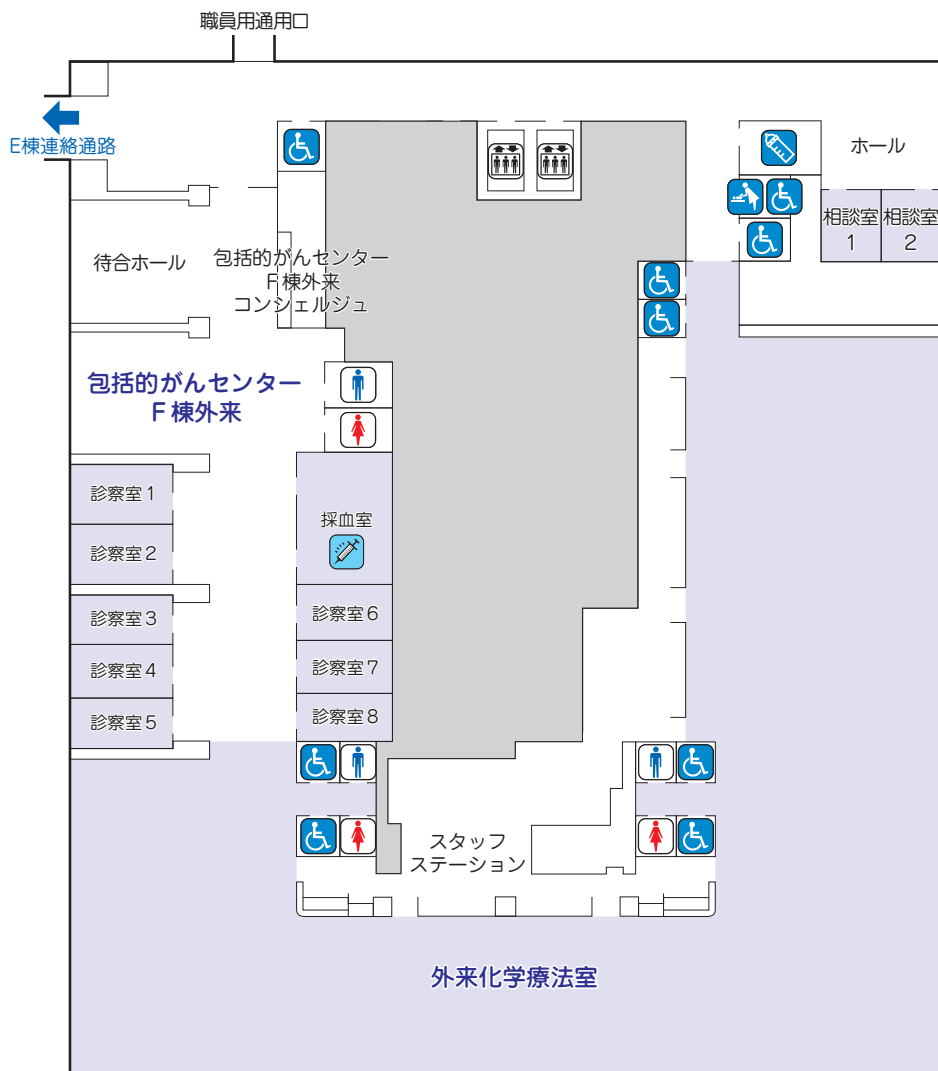 職員用通用口
E棟連絡通路
ホール
相談室
1
相談室
2
待合ホール
包括的がんセンター
F棟外来
コンシェルジュ
包括的がんセンター
F棟外来
診察室1
診察室2
診察室3
診察室4
診察室5
採血室
診察室6
診察室7
診察室8
スタッフ
ステーション
外来化学療法室